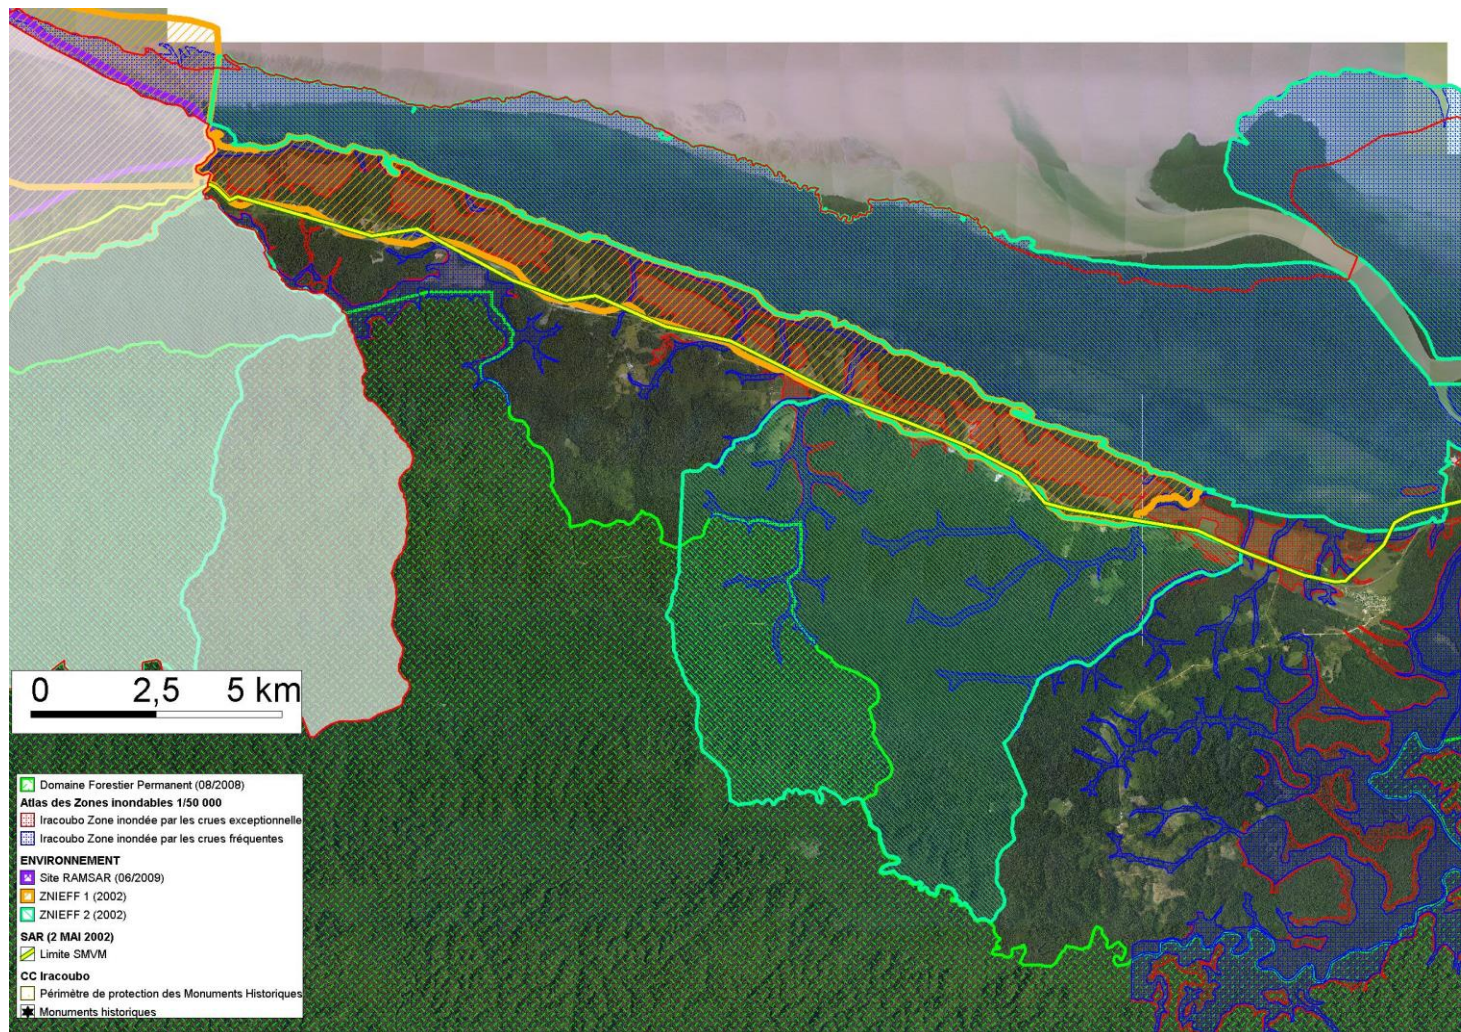 0 2,5 5 km
Domaine Forestier Permanent (08/2008)
Atlas des Zones inondables 1/50 000
Iracoubo Zone inondée par les crues exceptionnelle
Iracoubo Zone inondée par les crues fréquentes
ENVIRONNEMENT
Site RAMSAR (06/2009)
ZNIEFF 1 (2002)
ZNIEFF 2 (2002)
SAR (2 MAI 2002)
Limite SMVM
CC Iracoubo
Périmètre de protection des Monuments Historiques
Monuments historiques